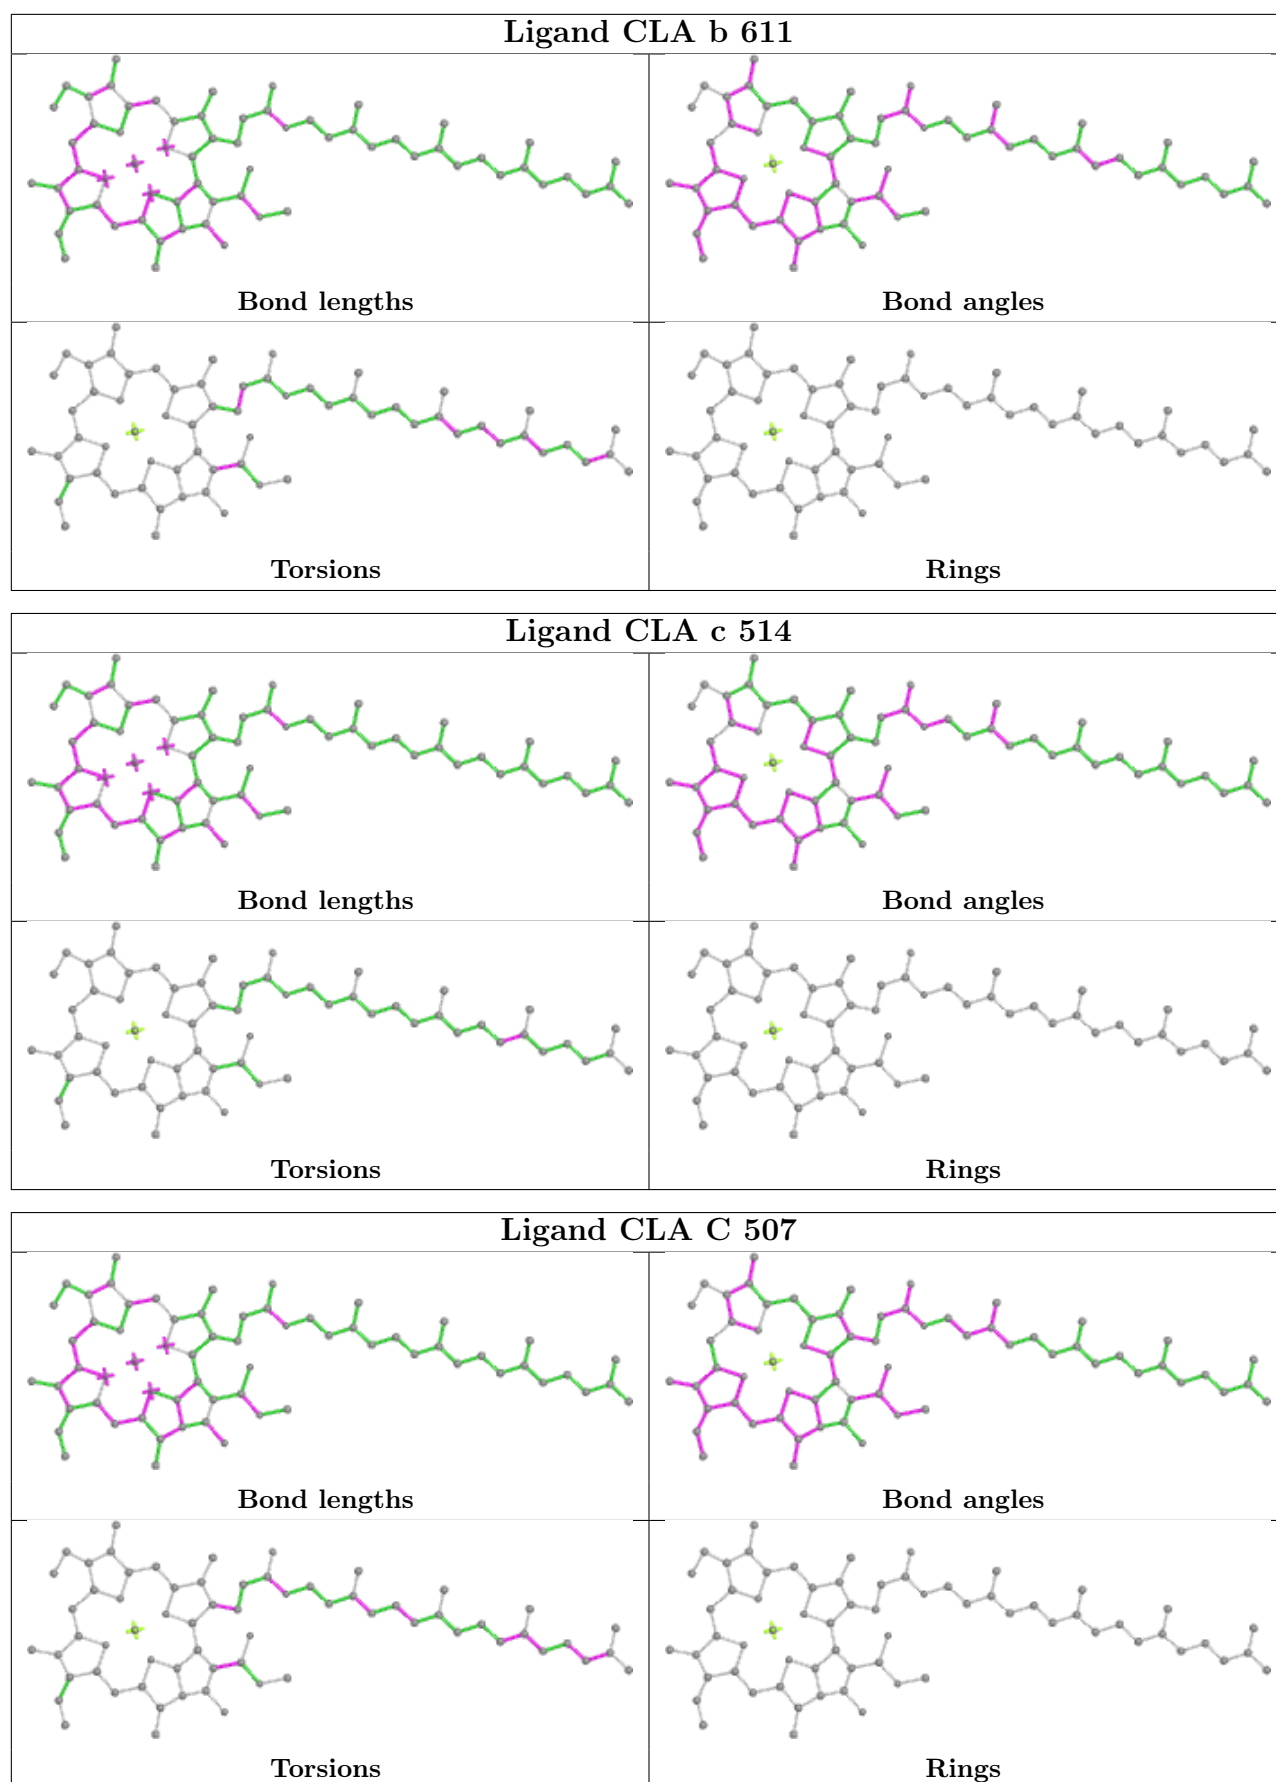 Ligand CLA b 611
Bond lengths
Bond angles
Torsions
Rings
Ligand CLA c 514
Bond lengths
Bond angles
Torsions
Rings
Ligand CLA C 507
Bond lengths
Bond angles
Torsions
Rings